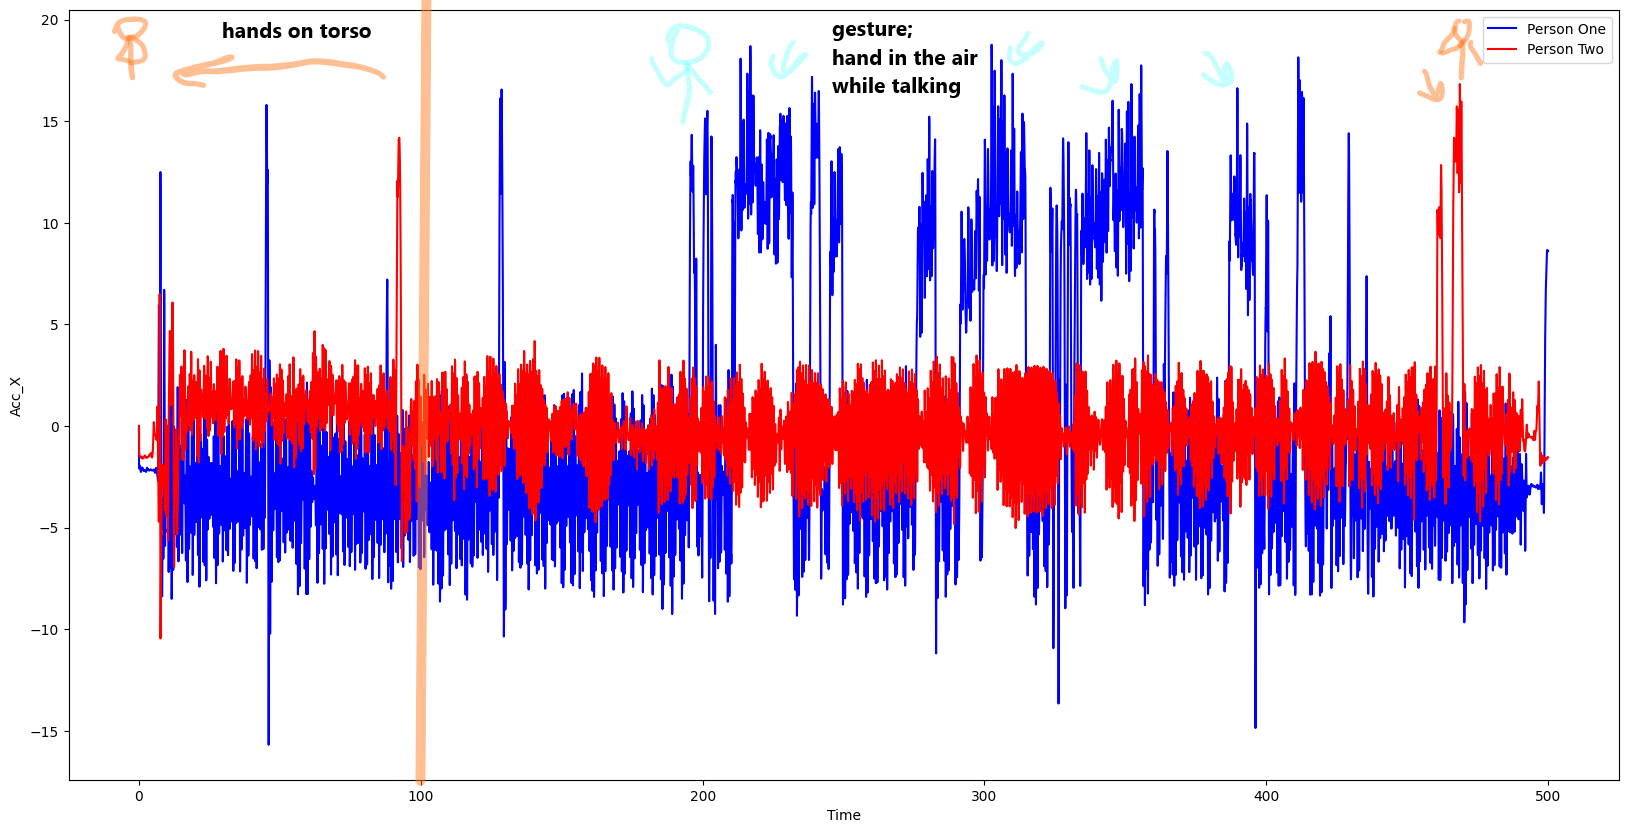 hands on torso
gesture;
hand in the air
while talking
Person One
Person Two
20
15
10
5
0
−5
−10
−15
Acc_X
0 100 200 300 400 500
Time